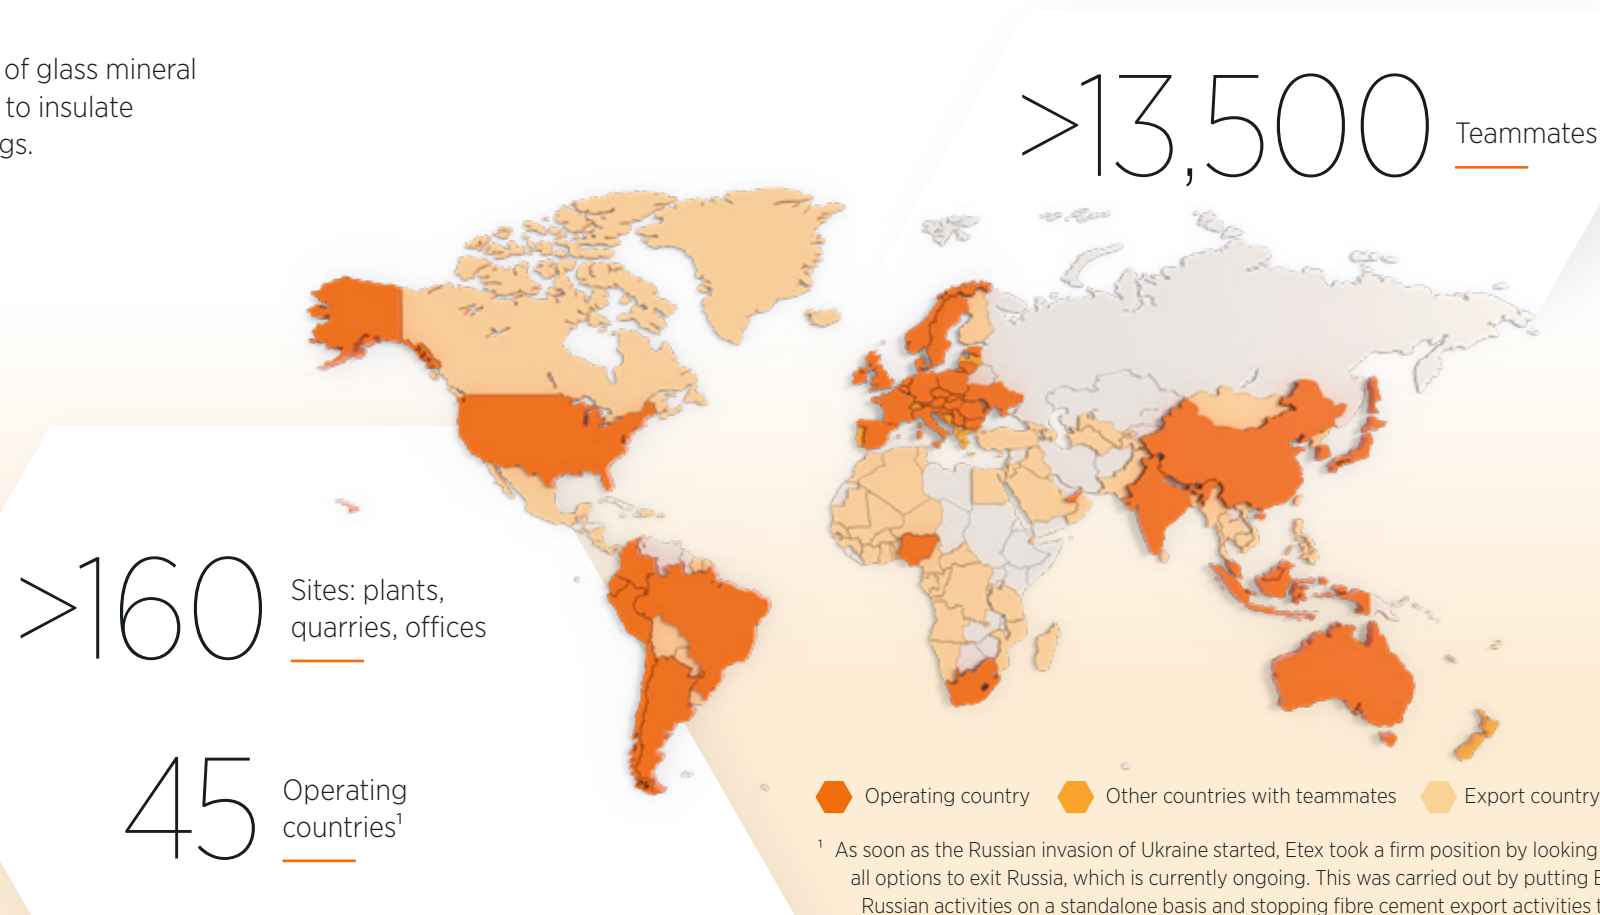 of glass mineral
to insulate
gs.
>13,500
Teammates
>160
Sites: plants,
quarries, offices
45
Operating
countries¹
Operating country
Other countries with teammates
Export country
¹ As soon as the Russian invasion of Ukraine started, Etex took a firm position by looking
all options to exit Russia, which is currently ongoing. This was carried out by putting E
Russian activities on a standalone basis and stopping fibre cement export activities t